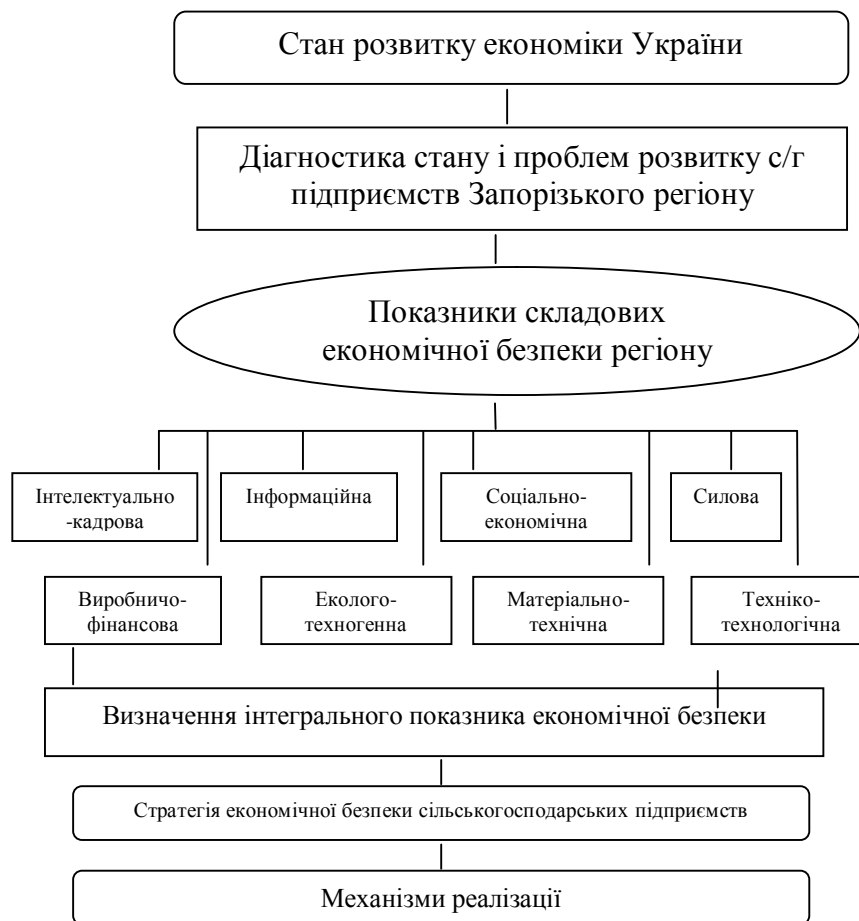 Стан розвитку економіки України
Діагностика стану і проблем розвитку с/г
підприємств Запорізького регіону
Показники складових
економічної безпеки регіону
Інтелектуально
-кадрова
Інформаційна
Соціально-
економічна
Силова
Виробничо-
фінансова
Еколого-
техногенна
Матеріально-
технічна
Техніко-
технологічна
Визначення інтегрального показника економічної безпеки
Стратегія економічної безпеки сільськогосподарських підприємств
Механізми реалізації